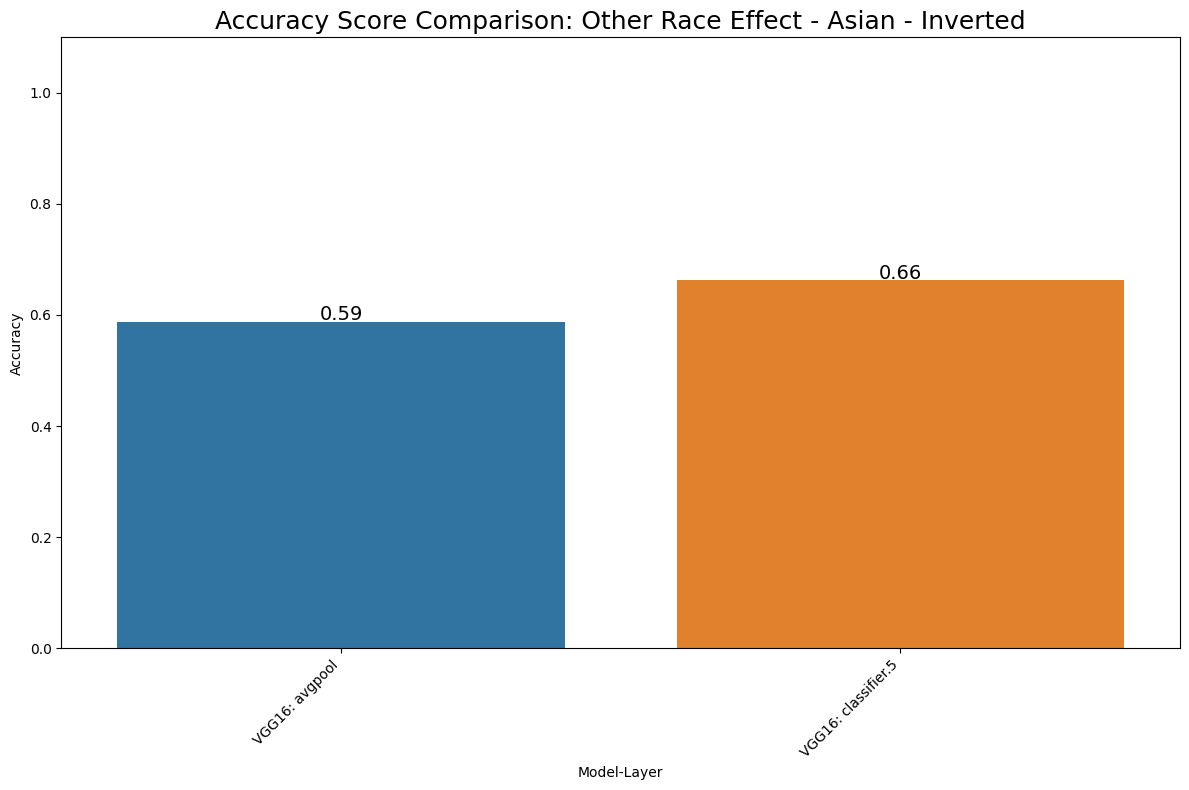 Accuracy Score Comparison: Other Race Effect - Asian - Inverted
Accuracy
1.0
0.8
0.6
0.4
0.2
0.0
0.59
0.66
VGG16: avgpool
VGG16: classifier.5
Model-Layer